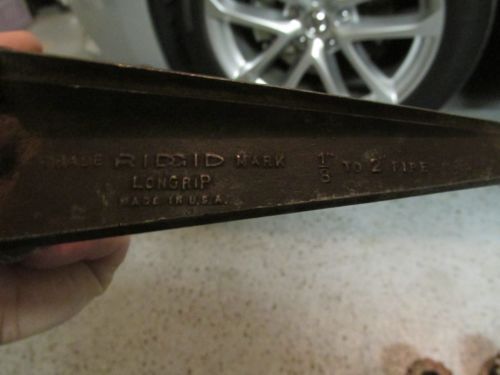 TRADE RIDGID MARK 1/8 TO 2 PIPE
LONGRIP
MADE IN U.S.A.